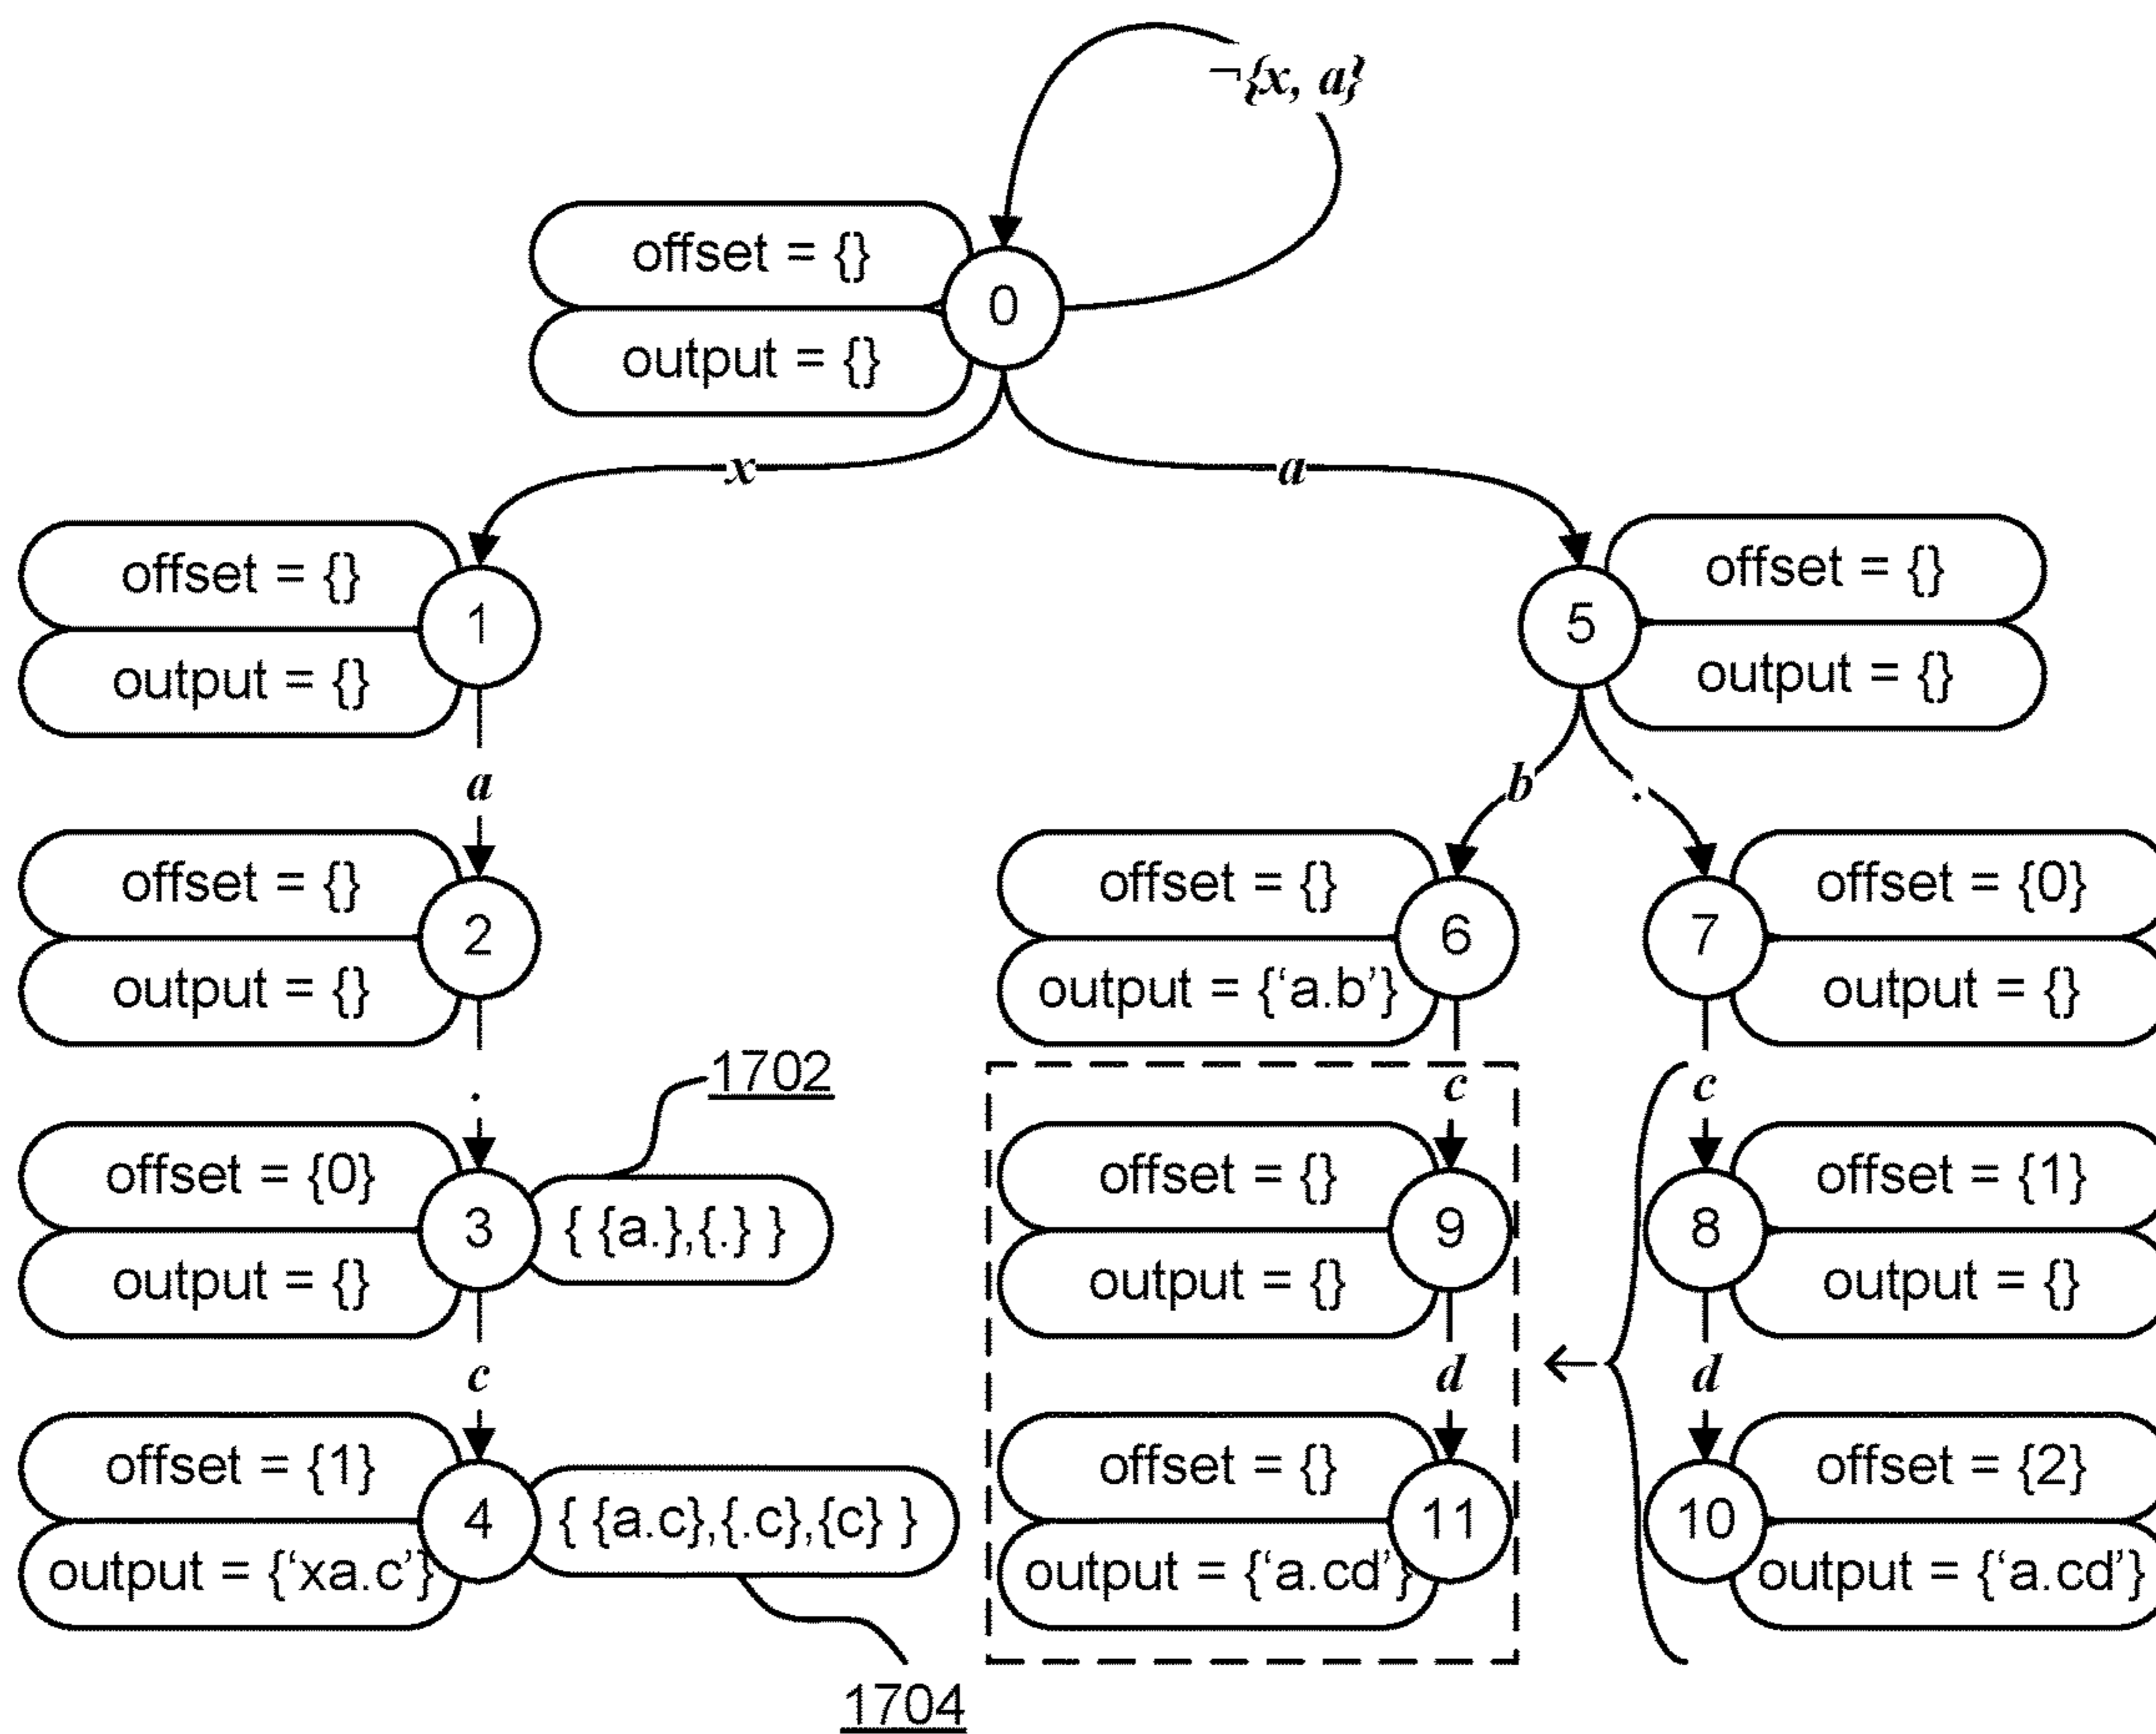 ¬{x, a}
offset = {}
0
output = {}
x
a
offset = {}
1
output = {}
offset = {}
5
output = {}
a
b
.
offset = {}
2
output = {}
offset = {}
6
output = {‘a.b’}
offset = {0}
7
output = {}
.
1702
c
c
offset = {0}
3
output = {}
{ {a.},{.} }
offset = {}
9
output = {}
offset = {1}
8
output = {}
c
d
d
offset = {1}
4
output = {‘xa.c’}
{ {a.c},{.c},{c} }
offset = {}
11
output = {‘a.cd’}
offset = {2}
10
output = {‘a.cd’}
1704